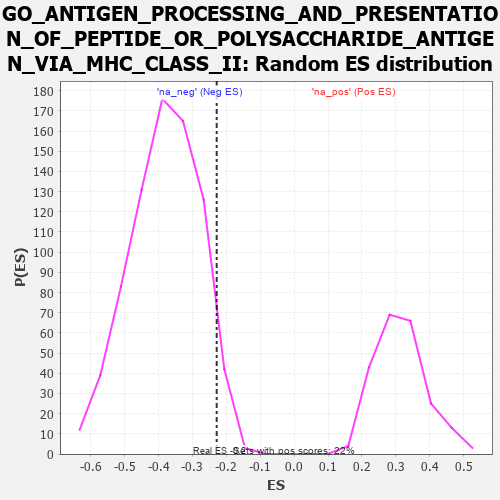 GO_ANTIGEN_PROCESSING_AND_PRESENTATIO
N_OF_PEPTIDE_OR_POLYSACCHARIDE_ANTIGE
N_VIA_MHC_CLASS_II: Random ES distribution
'na_neg' (Neg ES) 'na_pos' (Pos ES)
180
170
160
150
140
130
120
110
100
90
80
70
60
50
40
30
20
10
0
P(ES)
Real ES with pos scores: 22%
-0.6 -0.5 -0.4 -0.3 -0.2 -0.1 0.0 0.1 0.2 0.3 0.4 0.5
ES